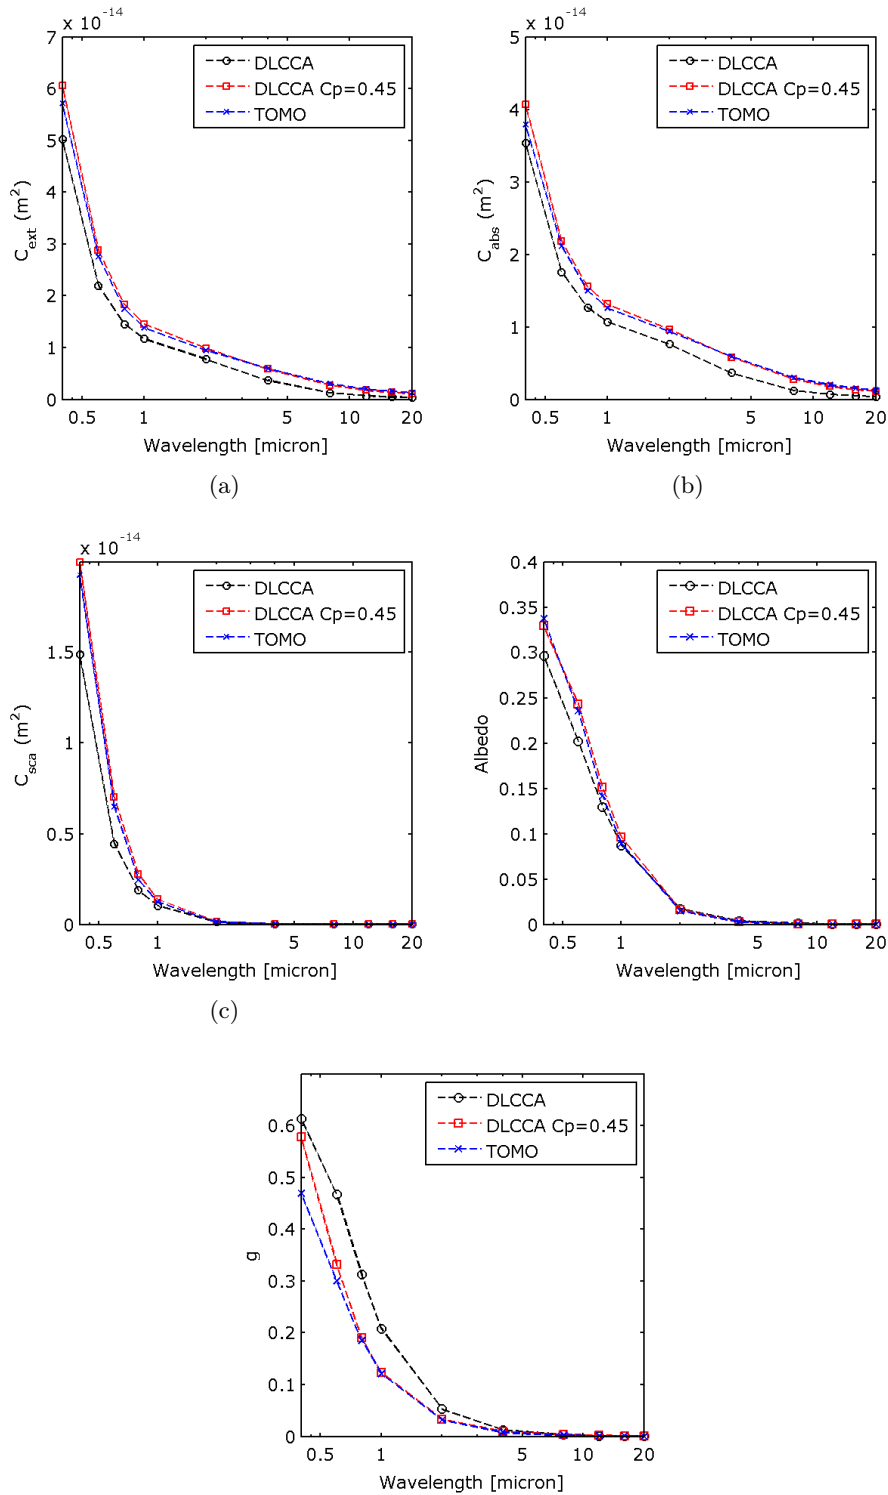 x 10⁻¹⁴
7
6
5
4
3
2
1
0
C_ext (m²)
DLCCA
DLCCA Cp=0.45
TOMO
0.5 1 5 10 20
Wavelength [micron]
(a)
x 10⁻¹⁴
5
4
3
2
1
0
C_abs (m²)
DLCCA
DLCCA Cp=0.45
TOMO
0.5 1 5 10 20
Wavelength [micron]
(b)
x 10⁻¹⁴
1.5
1
0.5
0
C_sca (m²)
DLCCA
DLCCA Cp=0.45
TOMO
0.5 1 5 10 20
Wavelength [micron]
(c)
0.4
0.35
0.3
0.25
0.2
0.15
0.1
0.05
0
Albedo
DLCCA
DLCCA Cp=0.45
TOMO
0.5 1 5 10 20
Wavelength [micron]
0.6
0.5
0.4
0.3
0.2
0.1
0
g
DLCCA
DLCCA Cp=0.45
TOMO
0.5 1 5 10 20
Wavelength [micron]